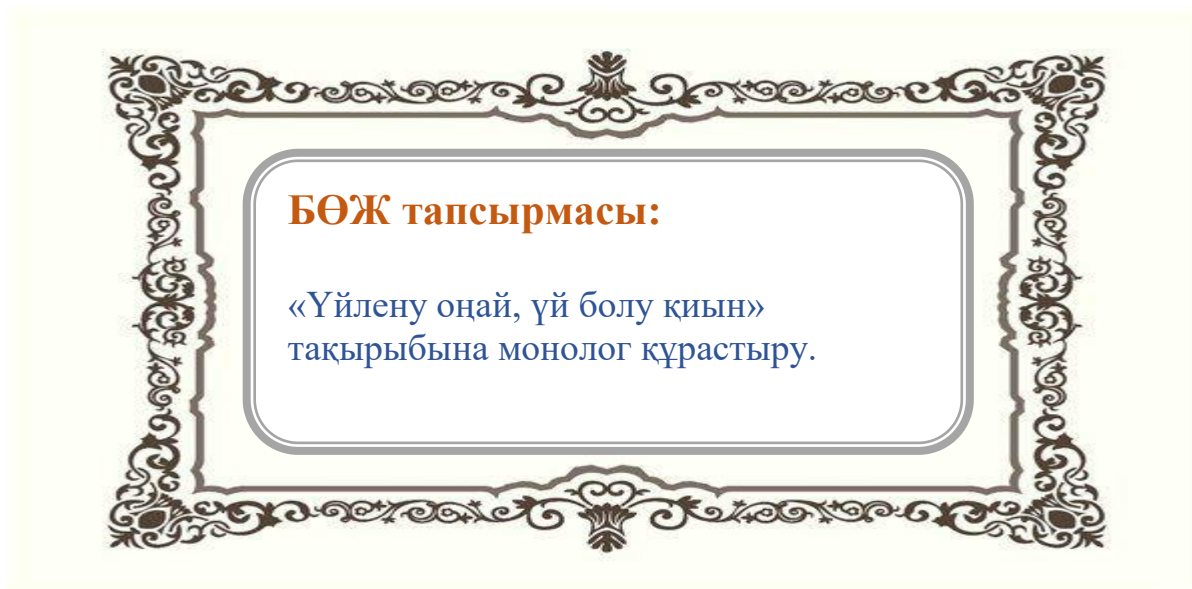 БӨЖ тапсырмасы:
«Үйлену оңай, үй болу қиын»
тақырыбына монолог құрастыру.